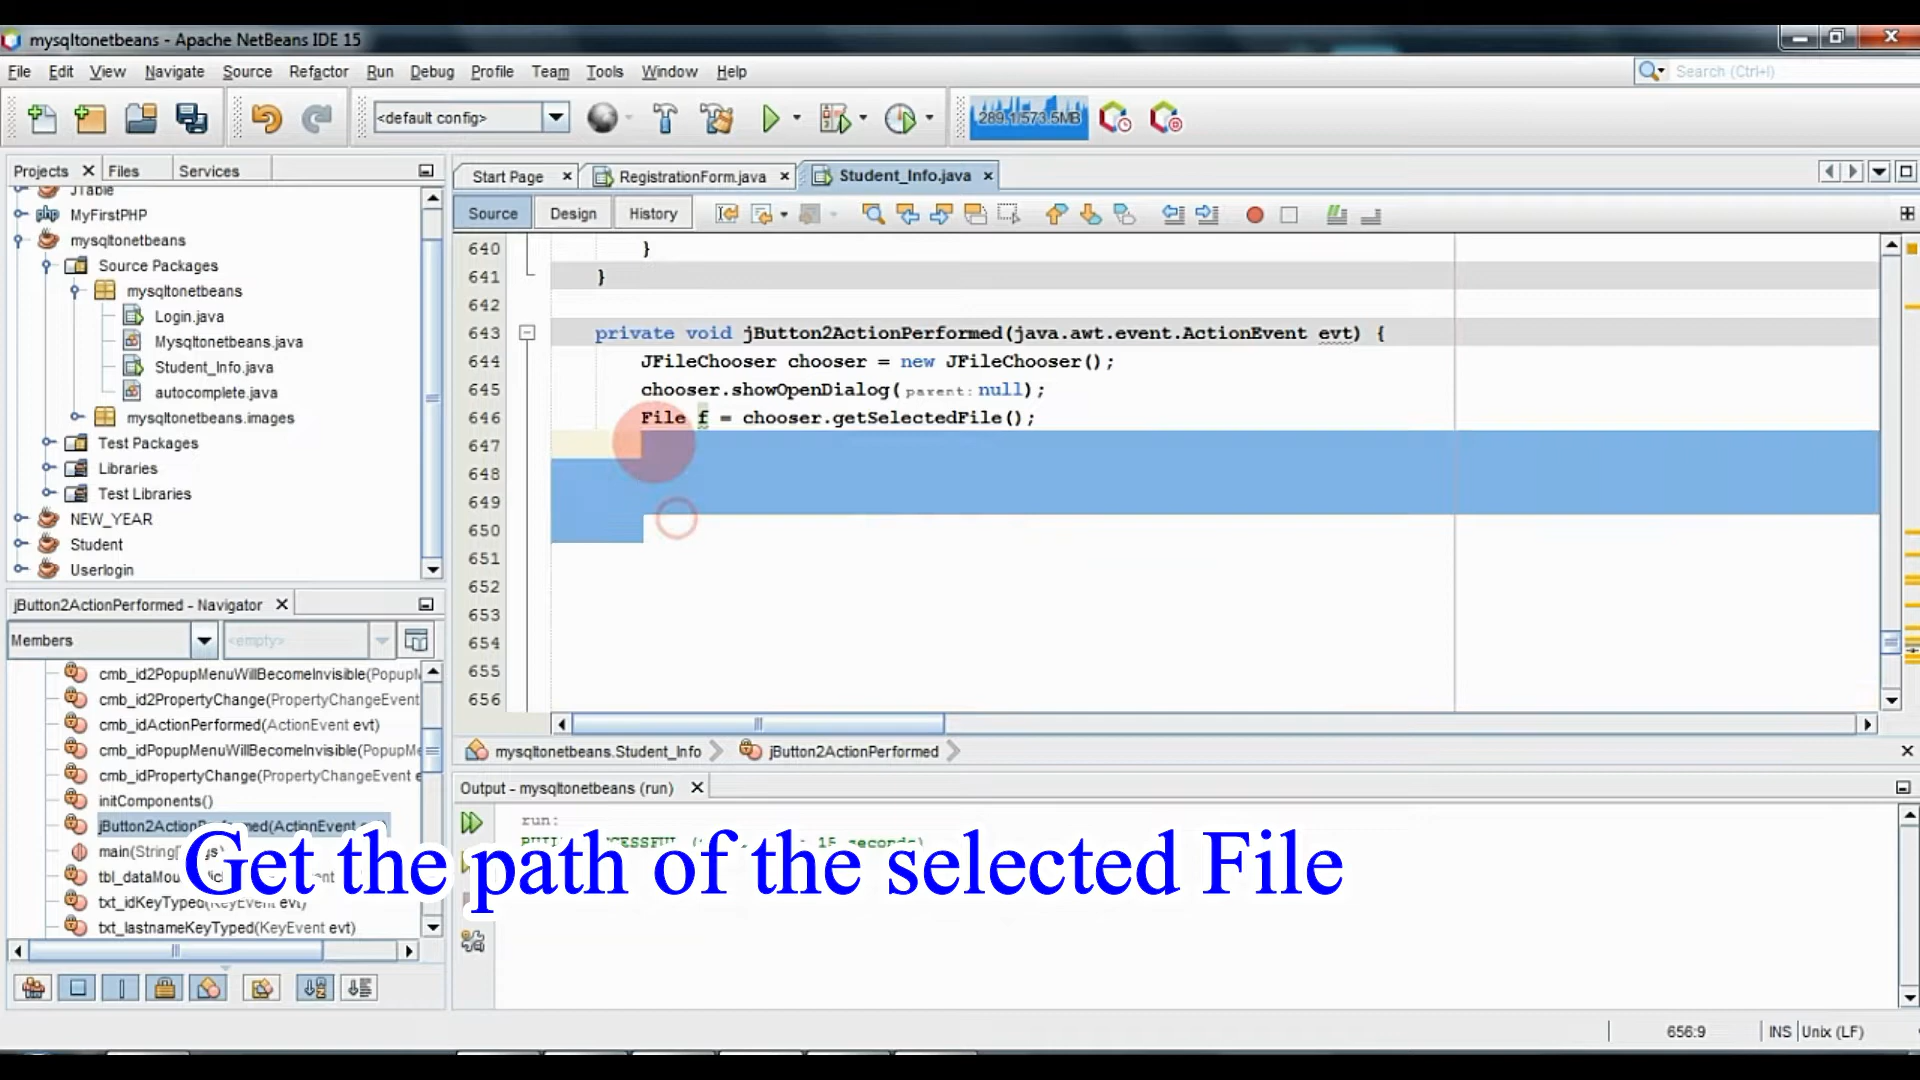 mysqltonetbeans - Apache NetBeans IDE 15
File Edit View Navigate Source Refactor Run Debug Profile Team Tools Window Help
Search (Ctrl+I)
<default config>
289.1/573.5MB
Projects Files Services
Start Page RegistrationForm.java Student_Info.java
Source Design History
JTable
MyFirstPHP
mysqltonetbeans
Source Packages
mysqltonetbeans
Login.java
Mysqltonetbeans.java
Student_Info.java
autocomplete.java
mysqltonetbeans.images
Test Packages
Libraries
Test Libraries
NEW_YEAR
Student
Userlogin
640 }
641 }
642
643 private void jButton2ActionPerformed(java.awt.event.ActionEvent evt) {
644 JFileChooser chooser = new JFileChooser();
645 chooser.showOpenDialog(parent:null);
646 File f = chooser.getSelectedFile();
647
648
649
650
651
652
653
654
655
656
jButton2ActionPerformed - Navigator
Members
<empty>
cmb_id2PopupMenuWillBecomeInvisible(PopupM
cmb_id2PropertyChange(PropertyChangeEvent
cmb_idActionPerformed(ActionEvent evt)
cmb_idPopupMenuWillBecomeInvisible(PopupMe
cmb_idPropertyChange(PropertyChangeEvent e
initComponents()
txt_idKeyTyped(KeyEvent evt)
txt_lastnameKeyTyped(KeyEvent evt)
mysqltonetbeans.Student_Info jButton2ActionPerformed
Output - mysqltonetbeans (run)
run:
Get the path of the selected File
656:9 INS Unix (LF)